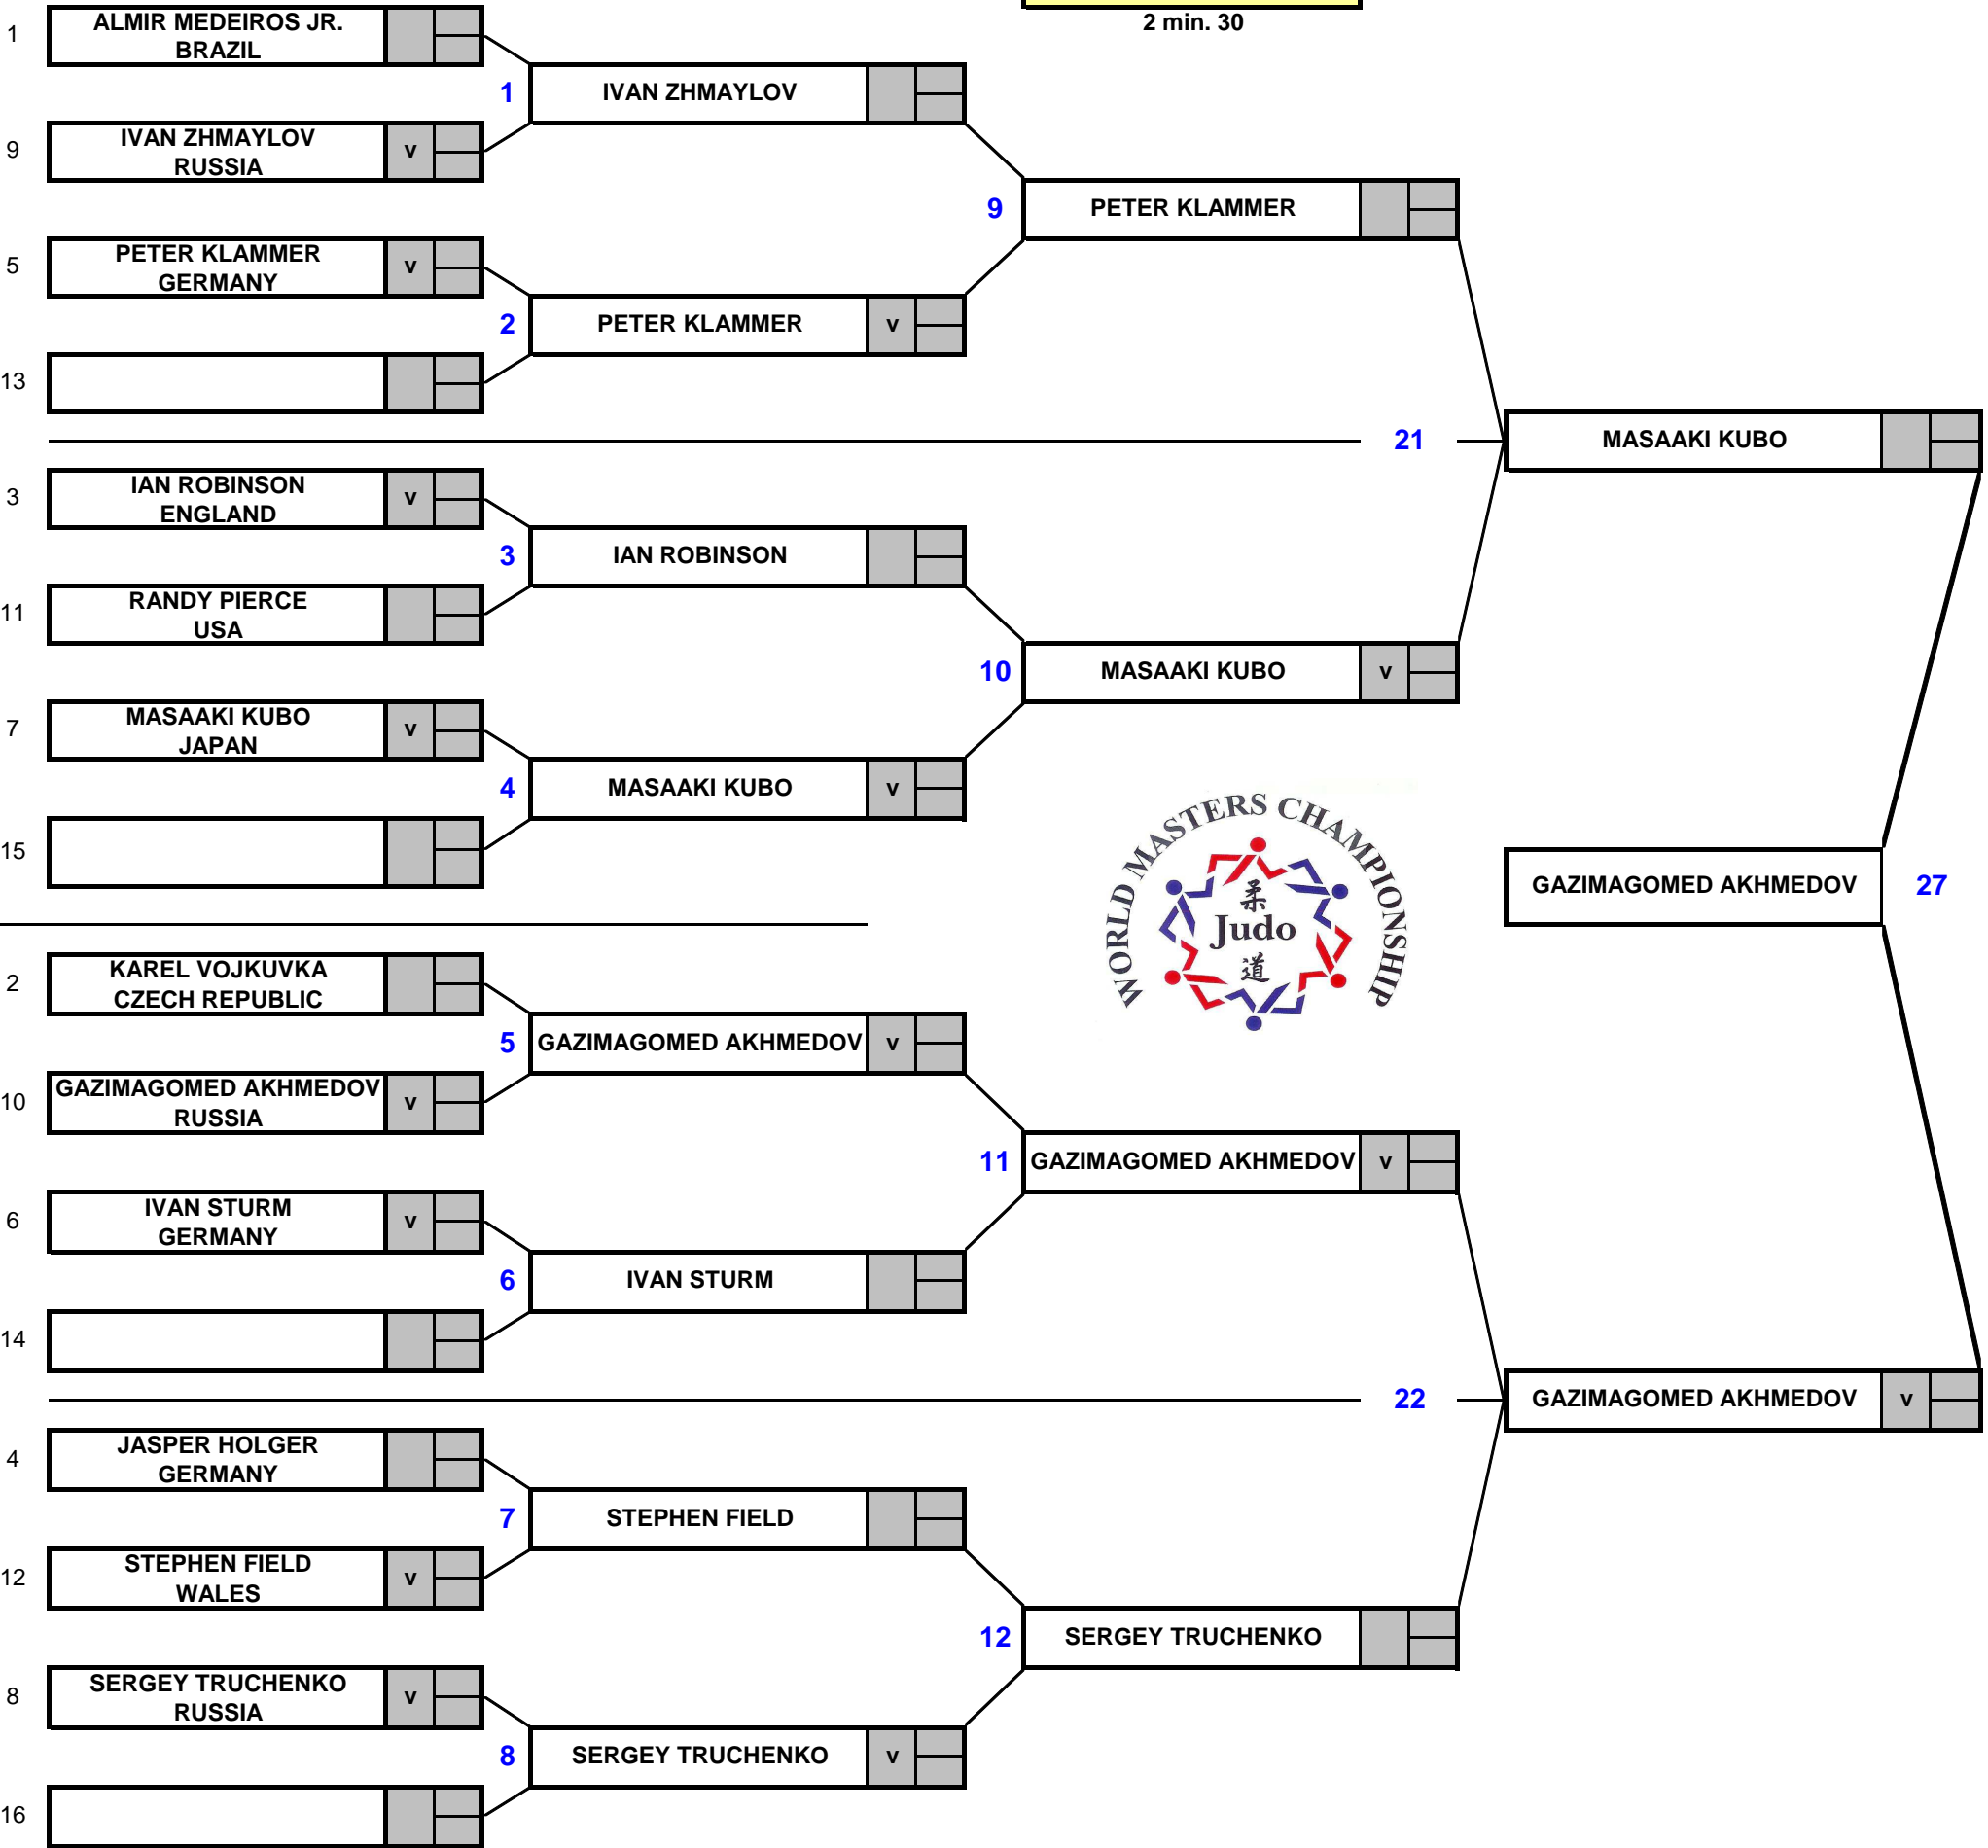 2 min. 30
1
ALMIR MEDEIROS JR.
BRAZIL
1
IVAN ZHMAYLOV
9
IVAN ZHMAYLOV
RUSSIA
v
9
PETER KLAMMER
5
PETER KLAMMER
GERMANY
v
2
PETER KLAMMER
v
13
21
MASAAKI KUBO
3
IAN ROBINSON
ENGLAND
v
3
IAN ROBINSON
11
RANDY PIERCE
USA
10
MASAAKI KUBO
v
7
MASAAKI KUBO
JAPAN
v
4
MASAAKI KUBO
v
15
WORLD MASTERS CHAMPIONSHIP
柔
Judo
道
GAZIMAGOMED AKHMEDOV
27
2
KAREL VOJKUVKA
CZECH REPUBLIC
5
GAZIMAGOMED AKHMEDOV
v
10
GAZIMAGOMED AKHMEDOV
RUSSIA
v
11
GAZIMAGOMED AKHMEDOV
v
6
IVAN STURM
GERMANY
v
6
IVAN STURM
14
22
GAZIMAGOMED AKHMEDOV
v
4
JASPER HOLGER
GERMANY
7
STEPHEN FIELD
12
STEPHEN FIELD
WALES
v
12
SERGEY TRUCHENKO
8
SERGEY TRUCHENKO
RUSSIA
v
8
SERGEY TRUCHENKO
v
16